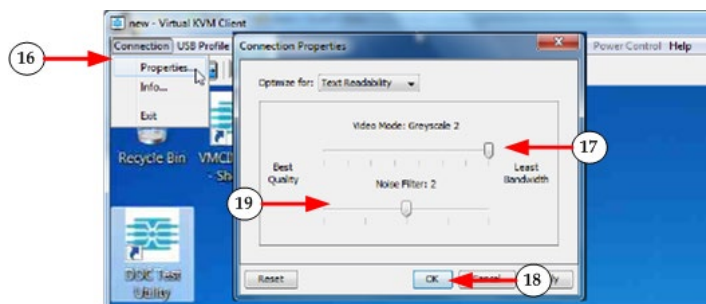 new - Virtual KVM Client
Connection USB Profile
Connection Properties
Power Control Help
16
Properties...
Info...
Exit
Optimize for: Text Readability
Video Mode: Greyscale 2
17
Best Quality
Least Bandwidth
Noise Filter: 2
19
Recycle Bin
Reset
OK
18
Utility